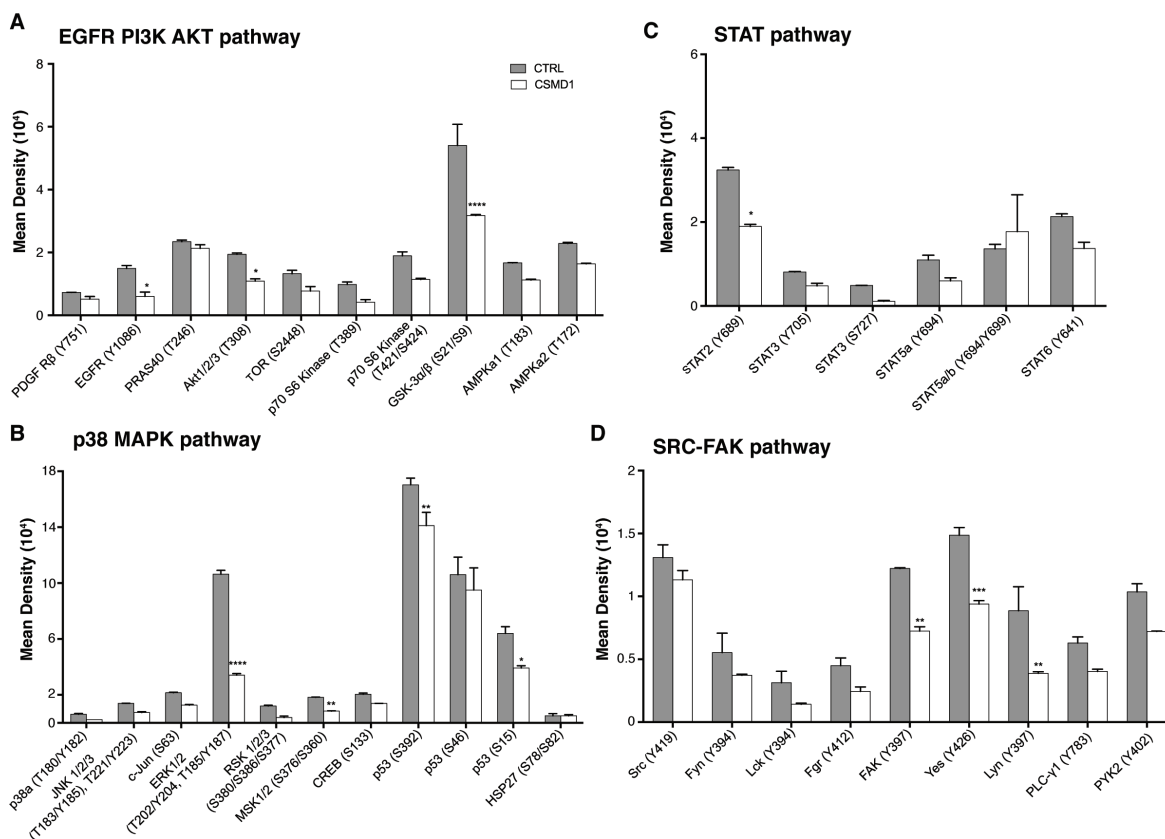 A
EGFR PI3K AKT pathway
CTRL
CSMD1
Mean Density (10⁴)
8
6
4
2
0
*
*
****
PDGF Rβ (Y751)
EGFR (Y1086)
PRAS40 (T246)
Akt1/2/3 (T308)
TOR (S2448)
p70 S6 Kinase (T389)
p70 S6 Kinase
(T421/S424)
GSK-3α/β (S21/S9)
AMPKa1 (T183)
AMPKa2 (T172)
C
STAT pathway
Mean Density (10⁴)
6
4
2
0
*
STAT2 (Y689)
STAT3 (Y705)
STAT3 (S727)
STAT5a (Y694)
STAT5a/b (Y694/Y699)
STAT6 (Y641)
B
p38 MAPK pathway
Mean Density (10⁴)
18
14
10
6
2
0
****
**
**
*
p38a (T180/Y182)
JNK 1/2/3
(T183/Y185), T221/Y223)
c-Jun (S63)
ERK1/2
(T202/Y204, T185/Y187)
RSK 1/2/3
(S380/S386/S377)
MSK1/2 (S376/S360)
CREB (S133)
p53 (S392)
p53 (S46)
p53 (S15)
HSP27 (S78/S82)
D
SRC-FAK pathway
Mean Density (10⁴)
2
1.5
1
0.5
0
**
***
**
Src (Y419)
Fyn (Y394)
Lck (Y394)
Fgr (Y412)
FAK (Y397)
Yes (Y426)
Lyn (Y397)
PLC-γ1 (Y783)
PYK2 (Y402)